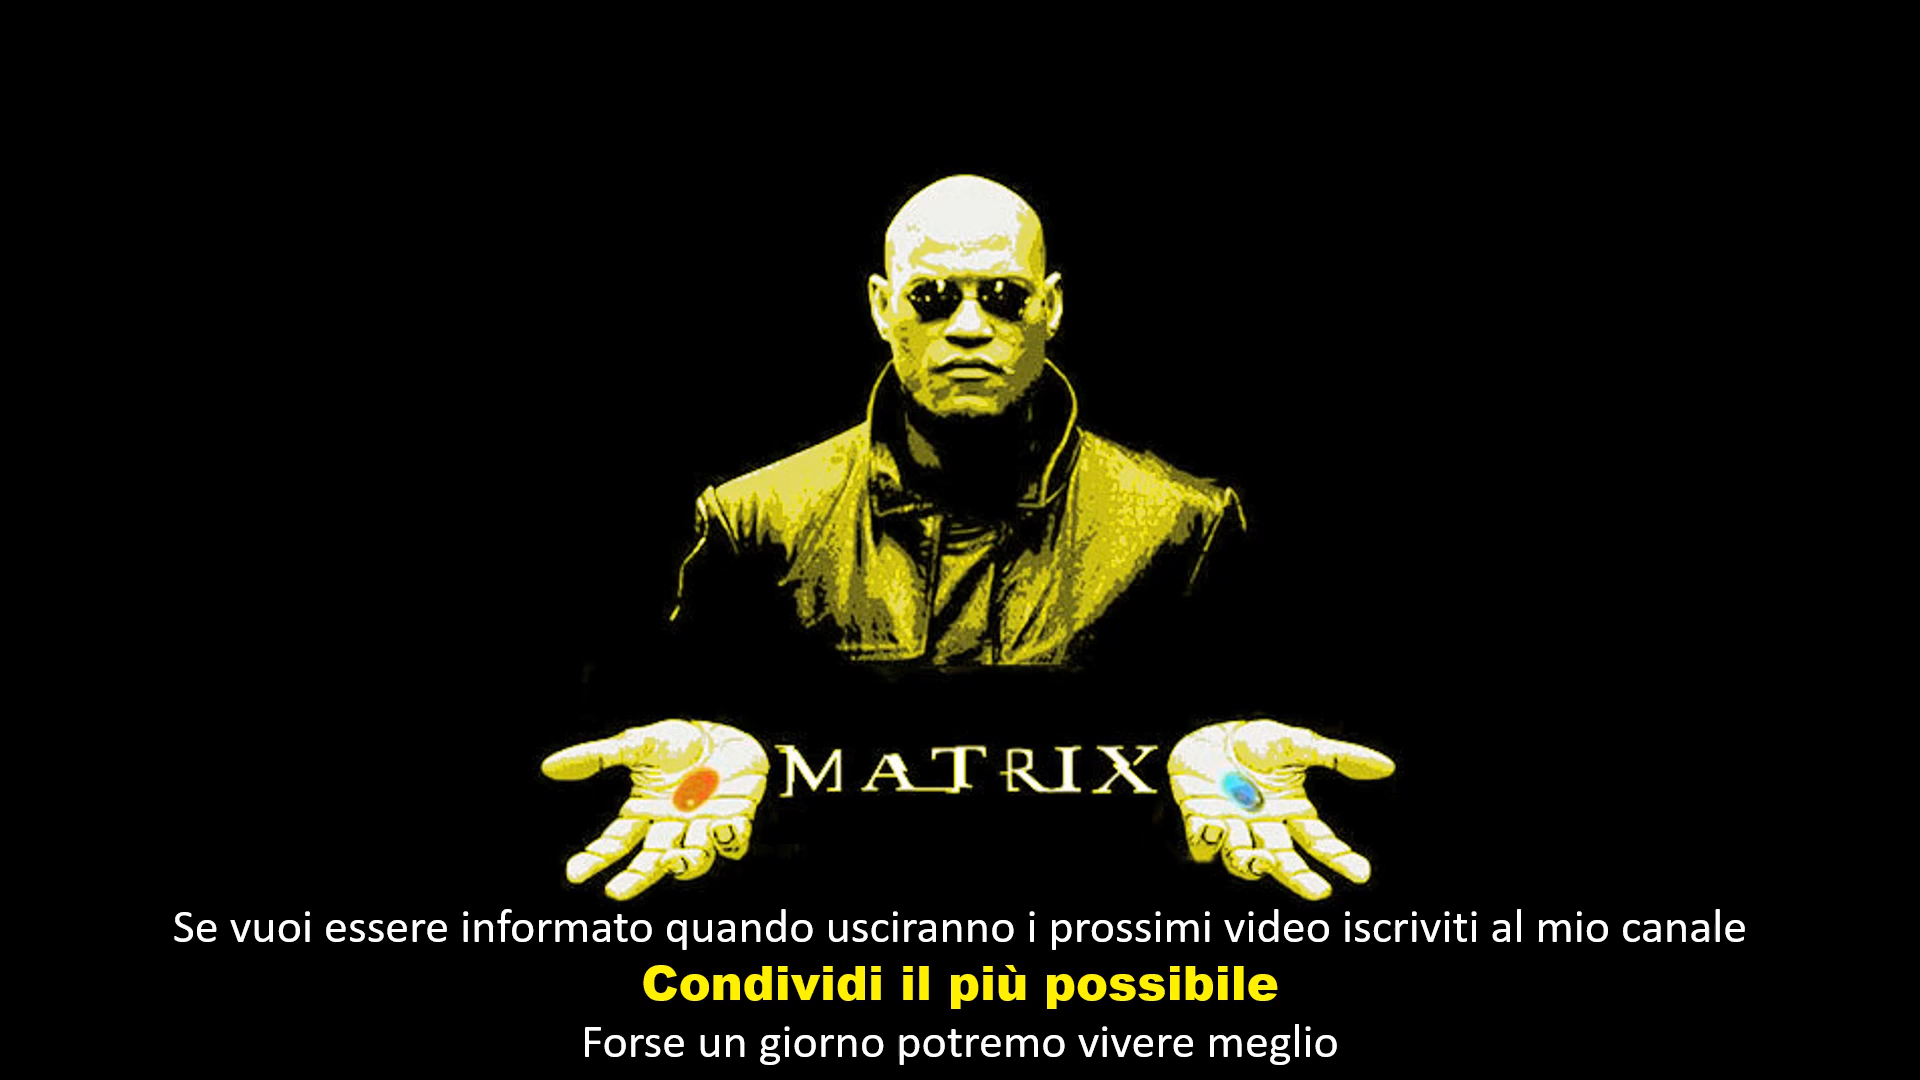 MATRIX
Se vuoi essere informato quando usciranno i prossimi video iscriviti al mio canale
Condividi il più possibile
Forse un giorno potremo vivere meglio